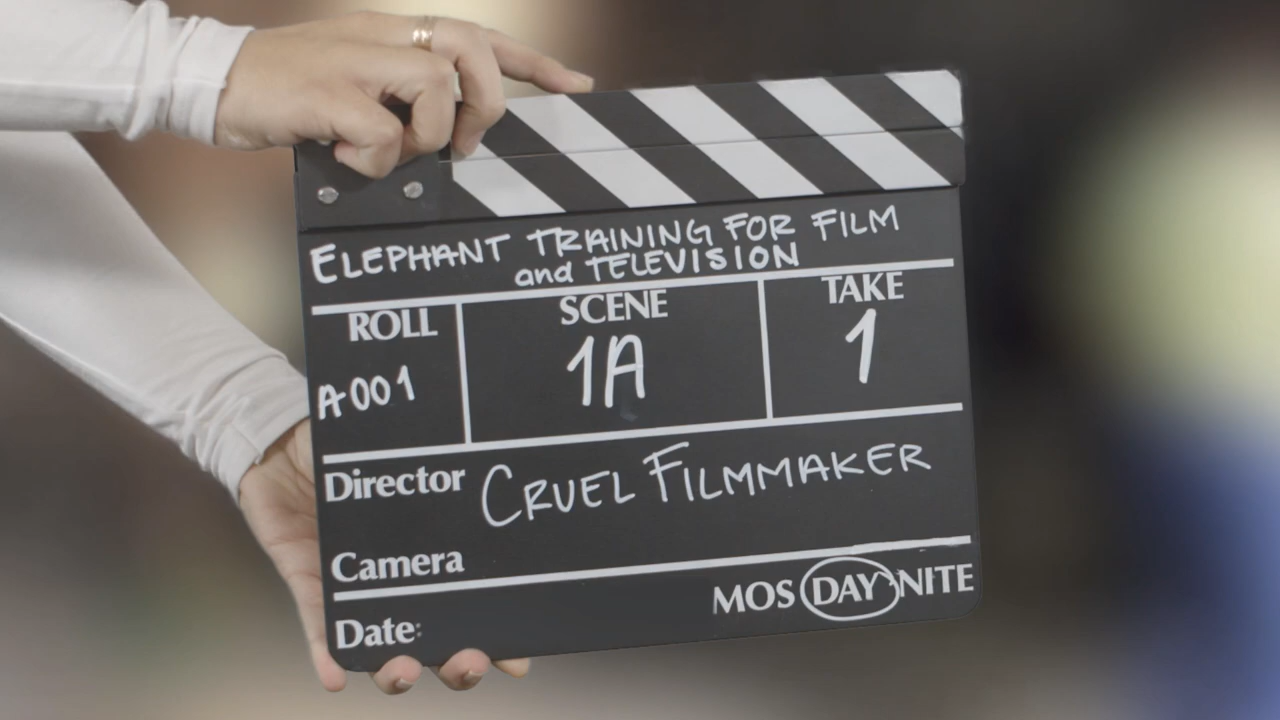 ELEPHANT TRAINING FOR FILM
and TELEVISION
ROLL SCENE TAKE
A001 1A 1
Director CRUEL FILMMAKER
Camera
MOS DAY NITE
Date: